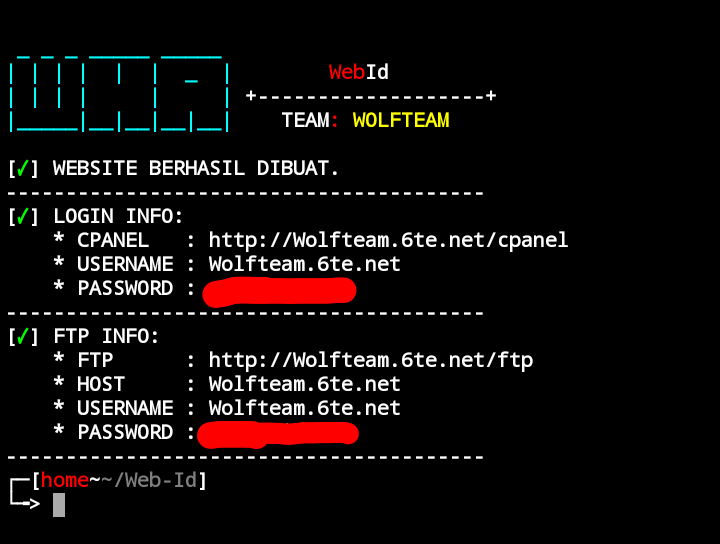 WHA
WebId
+-------------------+
TEAM: WOLFTEAM
[✓] WEBSITE BERHASIL DIBUAT.
----------------------------------------
[✓] LOGIN INFO:
* CPANEL : http://Wolfteam.6te.net/cpanel
* USERNAME : Wolfteam.6te.net
* PASSWORD :
----------------------------------------
[✓] FTP INFO:
* FTP : http://Wolfteam.6te.net/ftp
* HOST : Wolfteam.6te.net
* USERNAME : Wolfteam.6te.net
* PASSWORD :
----------------------------------------
┌─[home~~/Web-Id]
└─>